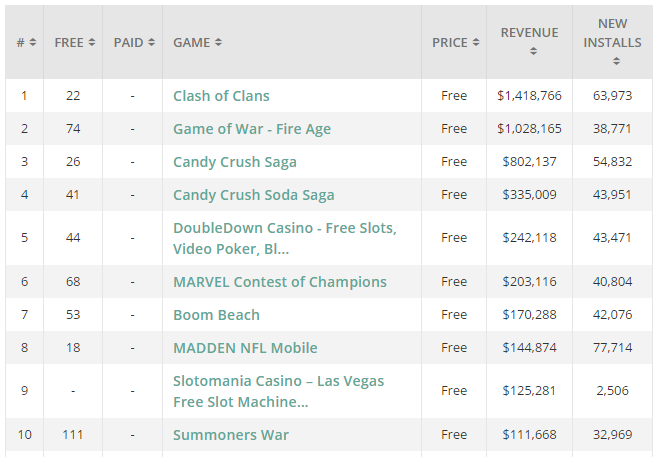 # FREE PAID GAME PRICE REVENUE NEW INSTALLS
1 22 - Clash of Clans Free $1,418,766 63,973
2 74 - Game of War - Fire Age Free $1,028,165 38,771
3 26 - Candy Crush Saga Free $802,137 54,832
4 41 - Candy Crush Soda Saga Free $335,009 43,951
5 44 - DoubleDown Casino - Free Slots,
Video Poker, Bl... Free $242,118 43,471
6 68 - MARVEL Contest of Champions Free $203,116 40,804
7 53 - Boom Beach Free $170,288 42,076
8 18 - MADDEN NFL Mobile Free $144,874 77,714
9 - - Slotomania Casino – Las Vegas
Free Slot Machine... Free $125,281 2,506
10 111 - Summoners War Free $111,668 32,969